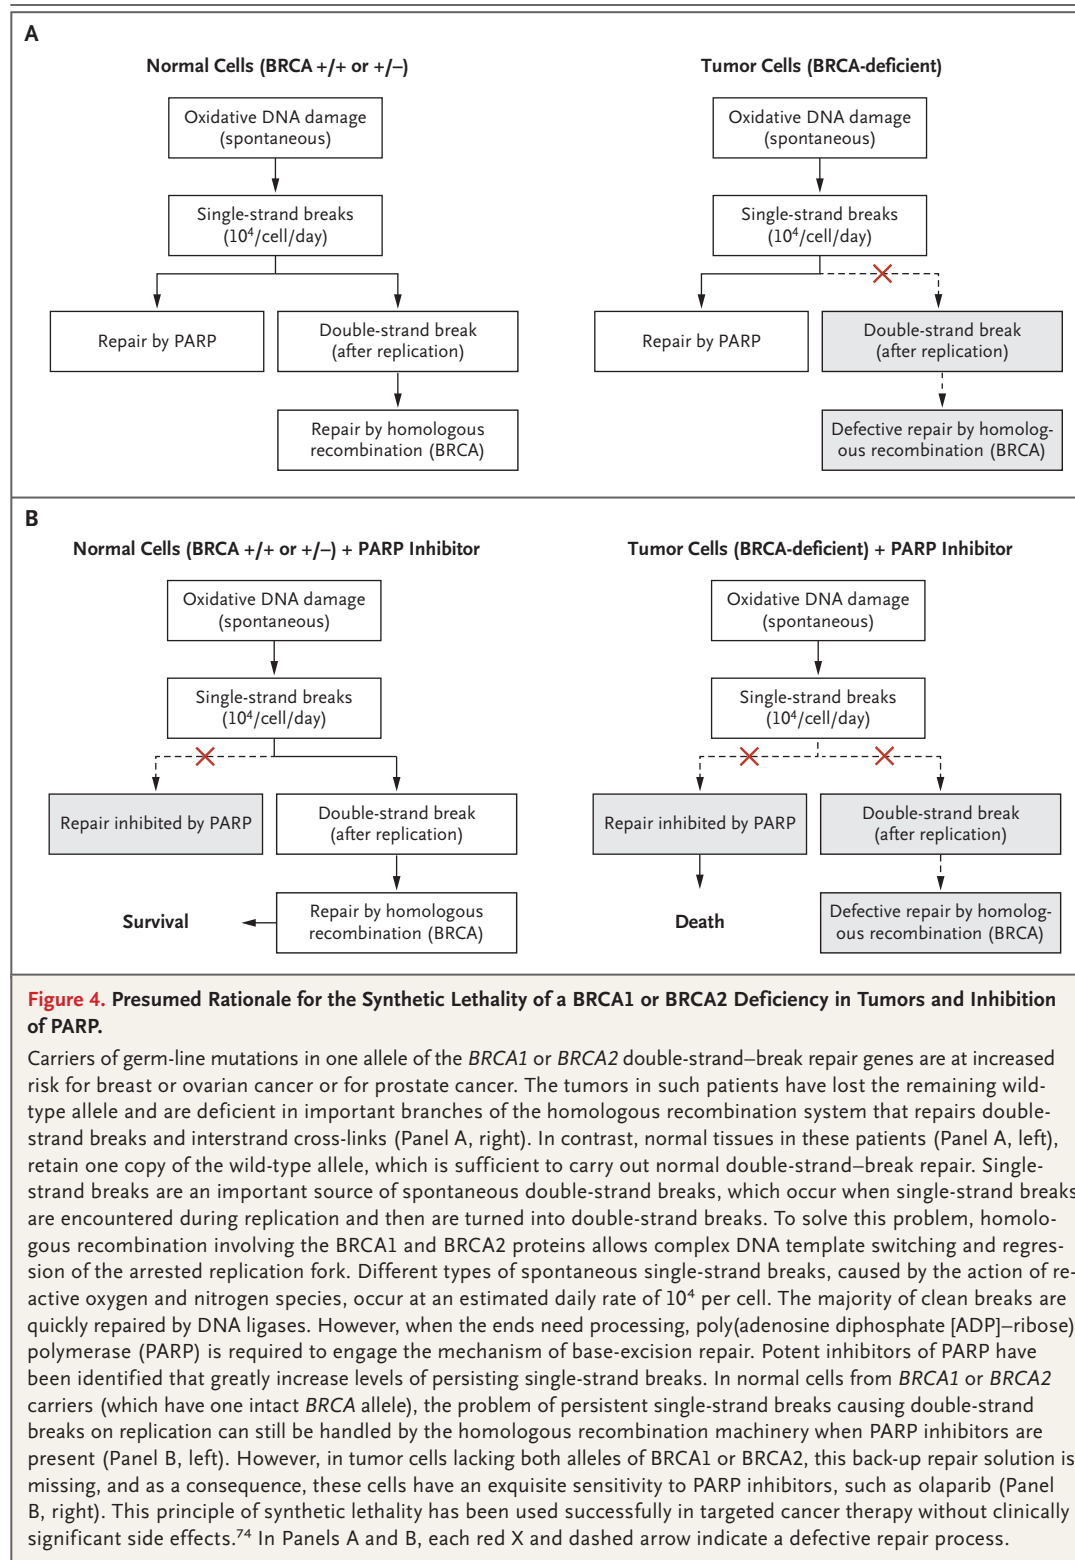 A
Normal Cells (BRCA +/+ or +/–)
Oxidative DNA damage
(spontaneous)
Single-strand breaks
(10⁴/cell/day)
Repair by PARP
Double-strand break
(after replication)
Repair by homologous
recombination (BRCA)
Tumor Cells (BRCA-deficient)
Oxidative DNA damage
(spontaneous)
Single-strand breaks
(10⁴/cell/day)
Repair by PARP
Double-strand break
(after replication)
Defective repair by homolog-
ous recombination (BRCA)
B
Normal Cells (BRCA +/+ or +/–) + PARP Inhibitor
Oxidative DNA damage
(spontaneous)
Single-strand breaks
(10⁴/cell/day)
Repair inhibited by PARP
Double-strand break
(after replication)
Survival
Repair by homologous
recombination (BRCA)
Tumor Cells (BRCA-deficient) + PARP Inhibitor
Oxidative DNA damage
(spontaneous)
Single-strand breaks
(10⁴/cell/day)
Repair inhibited by PARP
Double-strand break
(after replication)
Death
Defective repair by homolog-
ous recombination (BRCA)
Figure 4. Presumed Rationale for the Synthetic Lethality of a BRCA1 or BRCA2 Deficiency in Tumors and Inhibition
of PARP.
Carriers of germ-line mutations in one allele of the BRCA1 or BRCA2 double-strand–break repair genes are at increased
risk for breast or ovarian cancer or for prostate cancer. The tumors in such patients have lost the remaining wild-
type allele and are deficient in important branches of the homologous recombination system that repairs double-
strand breaks and interstrand cross-links (Panel A, right). In contrast, normal tissues in these patients (Panel A, left),
retain one copy of the wild-type allele, which is sufficient to carry out normal double-strand–break repair. Single-
strand breaks are an important source of spontaneous double-strand breaks, which occur when single-strand breaks
are encountered during replication and then are turned into double-strand breaks. To solve this problem, homolo-
gous recombination involving the BRCA1 and BRCA2 proteins allows complex DNA template switching and regres-
sion of the arrested replication fork. Different types of spontaneous single-strand breaks, caused by the action of re-
active oxygen and nitrogen species, occur at an estimated daily rate of 10⁴ per cell. The majority of clean breaks are
quickly repaired by DNA ligases. However, when the ends need processing, poly(adenosine diphosphate [ADP]–ribose)
polymerase (PARP) is required to engage the mechanism of base-excision repair. Potent inhibitors of PARP have
been identified that greatly increase levels of persisting single-strand breaks. In normal cells from BRCA1 or BRCA2
carriers (which have one intact BRCA allele), the problem of persistent single-strand breaks causing double-strand
breaks on replication can still be handled by the homologous recombination machinery when PARP inhibitors are
present (Panel B, left). However, in tumor cells lacking both alleles of BRCA1 or BRCA2, this back-up repair solution is
missing, and as a consequence, these cells have an exquisite sensitivity to PARP inhibitors, such as olaparib (Panel
B, right). This principle of synthetic lethality has been used successfully in targeted cancer therapy without clinically
significant side effects.⁷⁴ In Panels A and B, each red X and dashed arrow indicate a defective repair process.